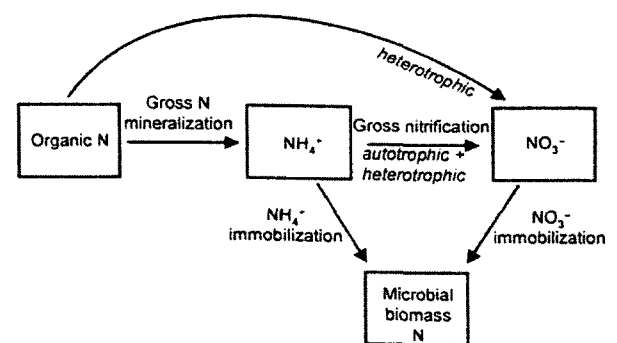 heterotrophic
Gross N
mineralization
Organic N
NH₄⁺
Gross nitrification
autotrophic +
heterotrophic
NO₃⁻
NH₄⁺
immobilization
NO₃⁻
immobilization
Microbial
biomass
N